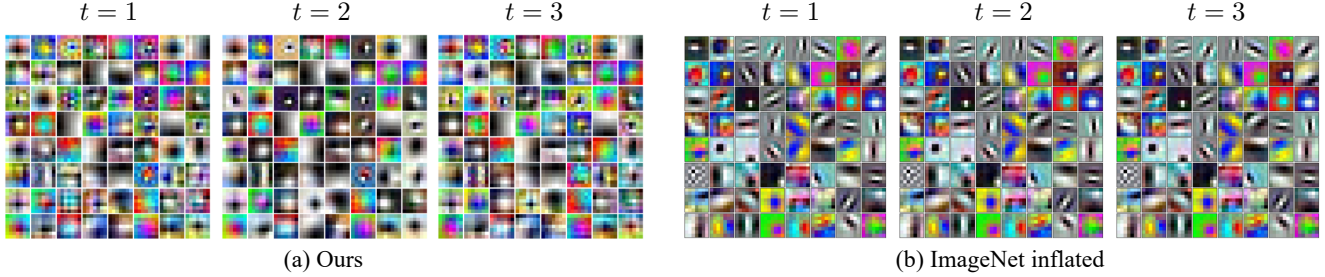 t = 1 t = 2 t = 3 t = 1 t = 2 t = 3
(a) Ours (b) ImageNet inflated